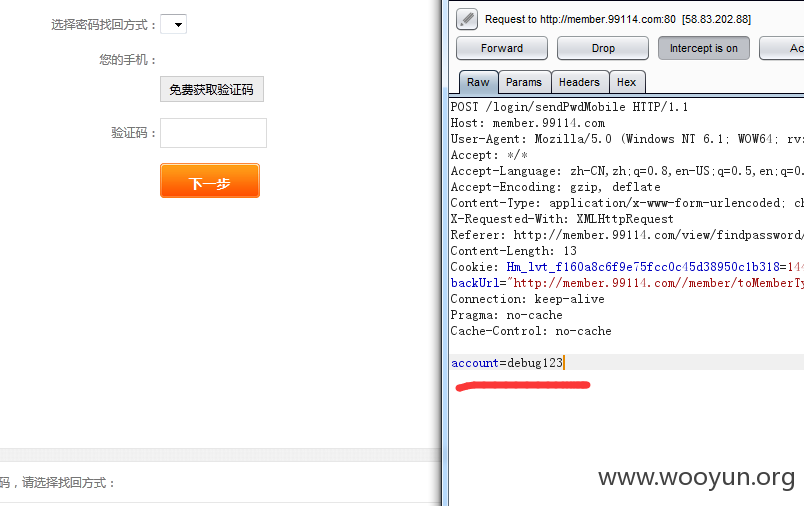 选择密码找回方式：
您的手机：
免费获取验证码
验证码：
下一步
码，请选择找回方式：
Request to http://member.99114.com:80 [58.83.202.88]
Forward
Drop
Intercept is on
Ac
Raw
Params
Headers
Hex
POST /login/sendPwdMobile HTTP/1.1
Host: member.99114.com
User-Agent: Mozilla/5.0 (Windows NT 6.1; WOW64; rv:
Accept: */*
Accept-Language: zh-CN,zh;q=0.8,en-US;q=0.5,en;q=0.
Accept-Encoding: gzip, deflate
Content-Type: application/x-www-form-urlencoded; ch
X-Requested-With: XMLHttpRequest
Referer: http://member.99114.com/view/findpassword/
Content-Length: 13
Cookie: Hm_lvt_f160a8c6f9e75fcc0c45d38950c1b318=144
backUrl="http://member.99114.com//member/toMemberTy
Connection: keep-alive
Pragma: no-cache
Cache-Control: no-cache
account=debug123
www.wooyun.org